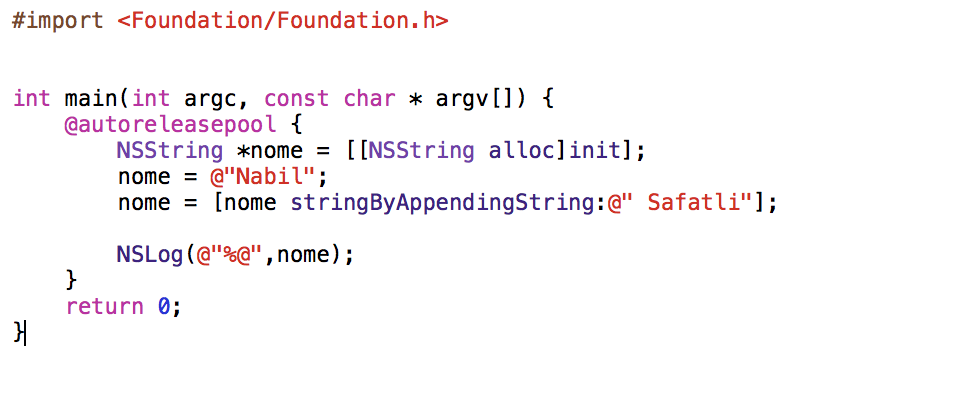 #import <Foundation/Foundation.h>
int main(int argc, const char * argv[]) {
    @autoreleasepool {
        NSString *nome = [[NSString alloc]init];
        nome = @"Nabil";
        nome = [nome stringByAppendingString:@" Safatli"];
        NSLog(@"%@",nome);
    }
    return 0;
}